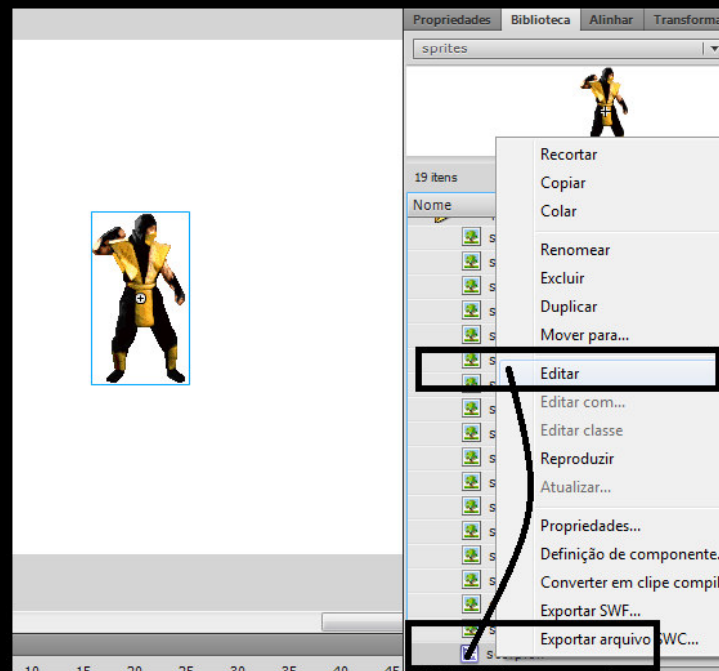 Propriedades Biblioteca Alinhar Transforma
sprites
19 itens
Nome
Recortar
Copiar
Colar
Renomear
Excluir
Duplicar
Mover para...
Editar
Editar com...
Editar classe
Reproduzir
Atualizar...
Propriedades...
Definição de componente.
Converter em clipe compil
Exportar SWF...
Exportar arquivo SWC...
10 15 20 25 30 35 40 45